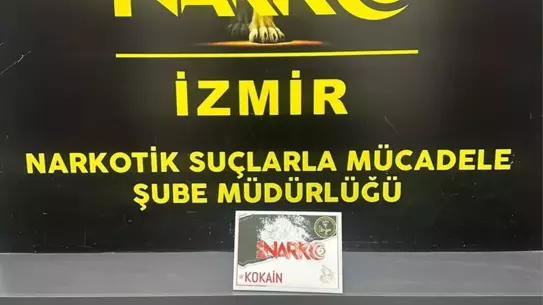 NARKO
İZMİR
NARKOTİK SUÇLARLA MÜCADELE
ŞUBE MÜDÜRLÜĞÜ
NARKO
KOKAİN